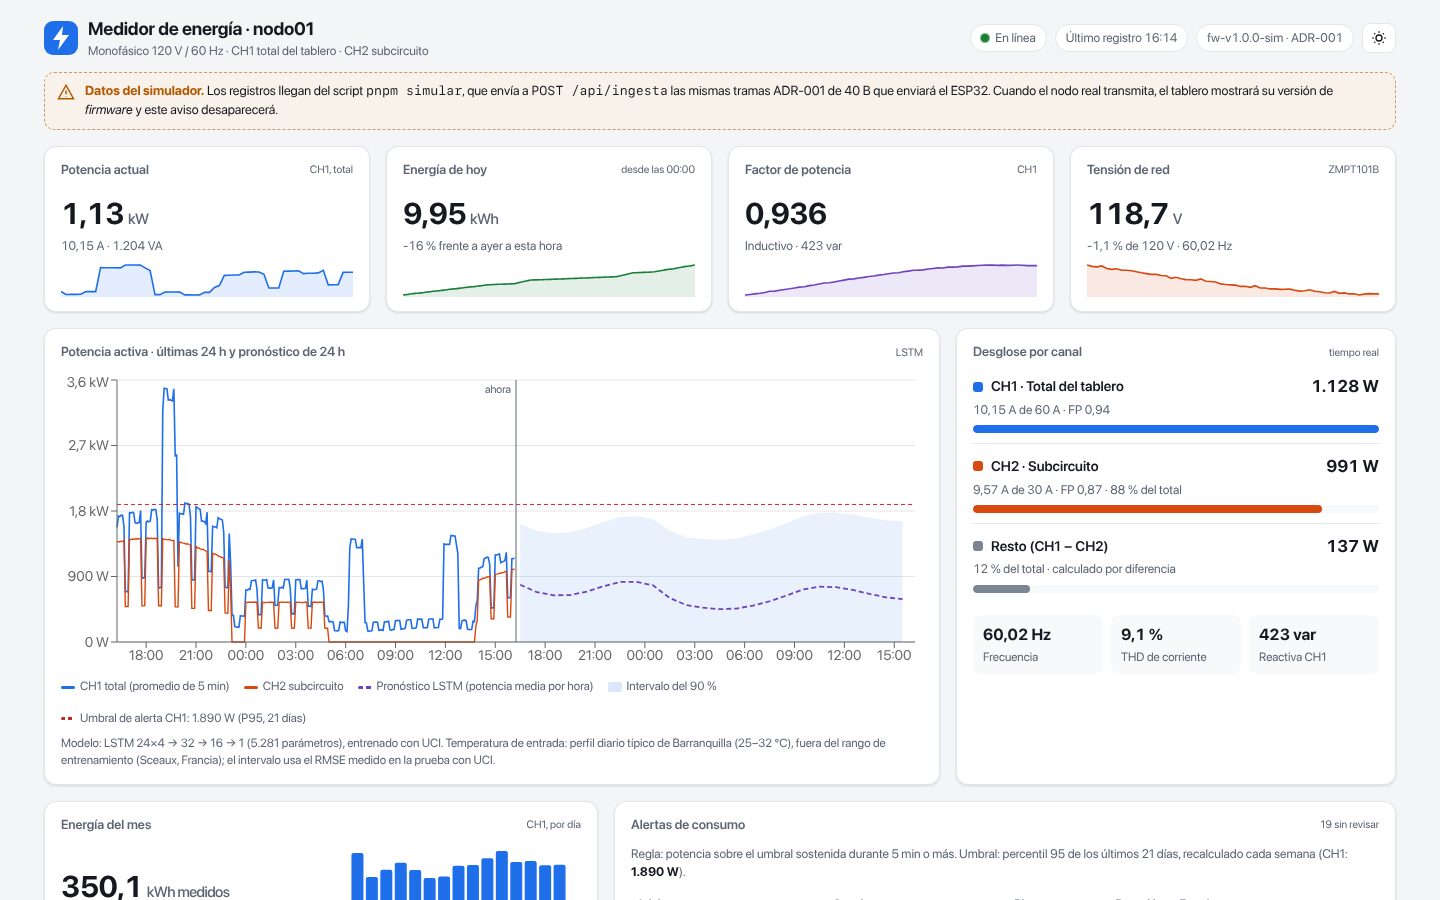 Medidor de energía · nodo01
Monofásico 120 V / 60 Hz · CH1 total del tablero · CH2 subcircuito
En línea
Último registro 16:14
fw-v1.0.0-sim · ADR-001
Datos del simulador. Los registros llegan del script pnpm simular, que envía a POST /api/ingesta las mismas tramas ADR-001 de 40 B que enviará el ESP32. Cuando el nodo real transmita, el tablero mostrará su versión de
firmware y este aviso desaparecerá.
Potencia actual
CH1, total
1,13 kW
10,15 A · 1.204 VA
Energía de hoy
desde las 00:00
9,95 kWh
-16 % frente a ayer a esta hora
Factor de potencia
CH1
0,936
Inductivo · 423 var
Tensión de red
ZMPT101B
118,7 V
-1,1 % de 120 V · 60,02 Hz
Potencia activa · últimas 24 h y pronóstico de 24 h
LSTM
3,6 kW
2,7 kW
1,8 kW
900 W
0 W
ahora
18:00 21:00 00:00 03:00 06:00 09:00 12:00 15:00 18:00 21:00 00:00 03:00 06:00 09:00 12:00 15:00
CH1 total (promedio de 5 min)
CH2 subcircuito
Pronóstico LSTM (potencia media por hora)
Intervalo del 90 %
Umbral de alerta CH1: 1.890 W (P95, 21 días)
Modelo: LSTM 24×4 → 32 → 16 → 1 (5.281 parámetros), entrenado con UCI. Temperatura de entrada: perfil diario típico de Barranquilla (25–32 °C), fuera del rango de
entrenamiento (Sceaux, Francia); el intervalo usa el RMSE medido en la prueba con UCI.
Desglose por canal
tiempo real
CH1 · Total del tablero
1.128 W
10,15 A de 60 A · FP 0,94
CH2 · Subcircuito
991 W
9,57 A de 30 A · FP 0,87 · 88 % del total
Resto (CH1 – CH2)
137 W
12 % del total · calculado por diferencia
60,02 Hz
Frecuencia
9,1 %
THD de corriente
423 var
Reactiva CH1
Energía del mes
CH1, por día
350,1 kWh medidos
Alertas de consumo
19 sin revisar
Regla: potencia sobre el umbral sostenida durante 5 min o más. Umbral: percentil 95 de los últimos 21 días, recalculado cada semana (CH1:
1.890 W).